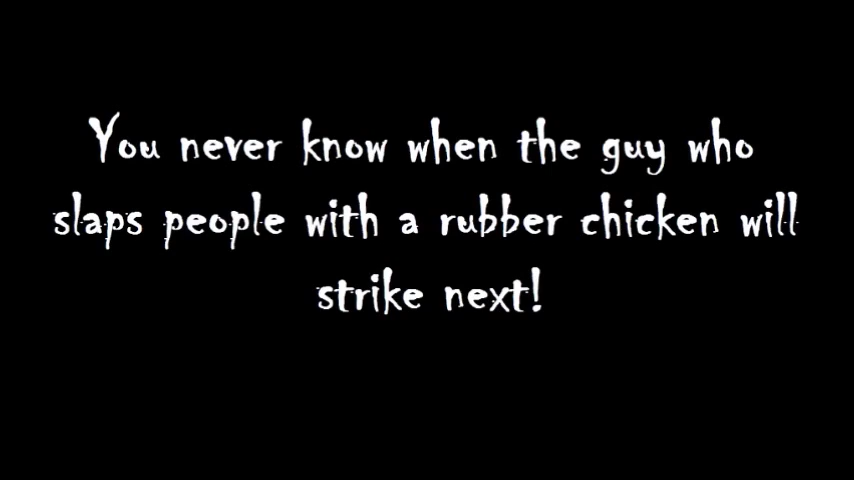 You never know when the guy who
slaps people with a rubber chicken will
strike next!